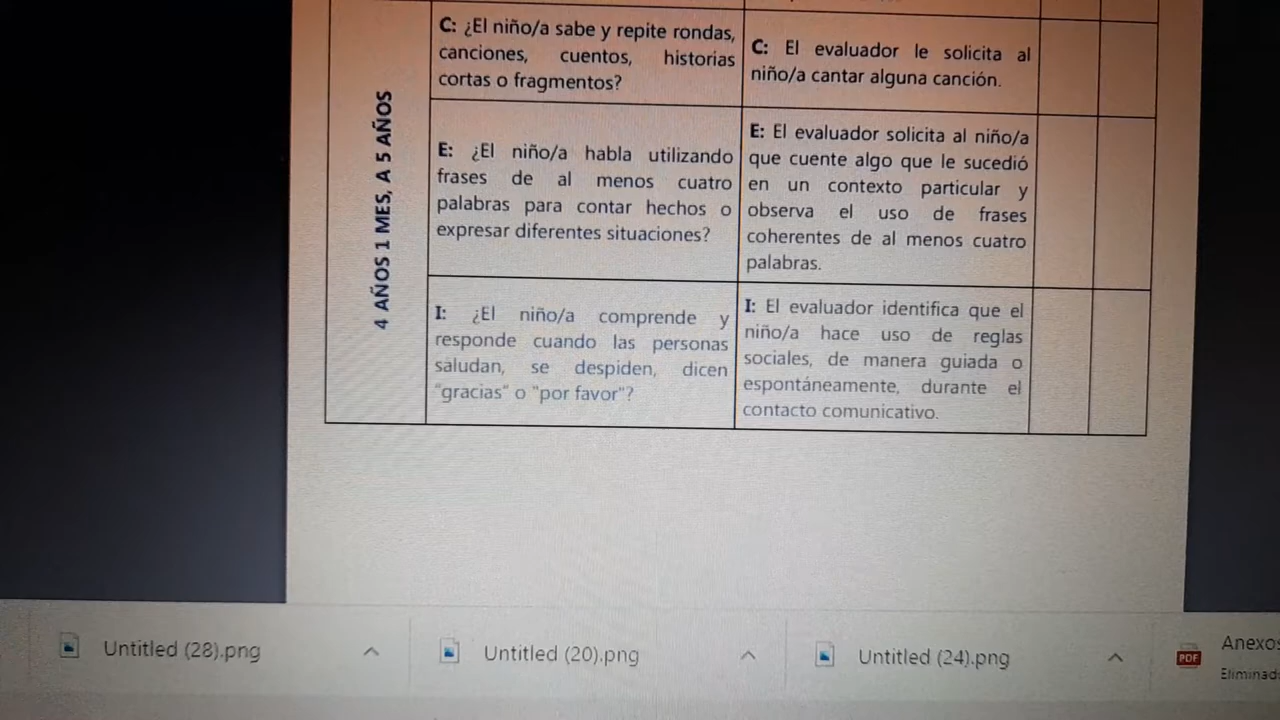 C: ¿El niño/a sabe y repite rondas,
canciones, cuentos, historias
cortas o fragmentos?
C: El evaluador le solicita al
niño/a cantar alguna canción.
4 AÑOS 1 MES, A 5 AÑOS
E: ¿El niño/a habla utilizando
frases de al menos cuatro
palabras para contar hechos o
expresar diferentes situaciones?
E: El evaluador solicita al niño/a
que cuente algo que le sucedió
en un contexto particular y
observa el uso de frases
coherentes de al menos cuatro
palabras.
I: ¿El niño/a comprende y
responde cuando las personas
saludan, se despiden, dicen
"gracias" o "por favor"?
I: El evaluador identifica que el
niño/a hace uso de reglas
sociales, de manera guiada o
espontáneamente, durante el
contacto comunicativo.
Untitled (28).png
Untitled (20).png
Untitled (24).png
PDF
Anexos
Eliminad